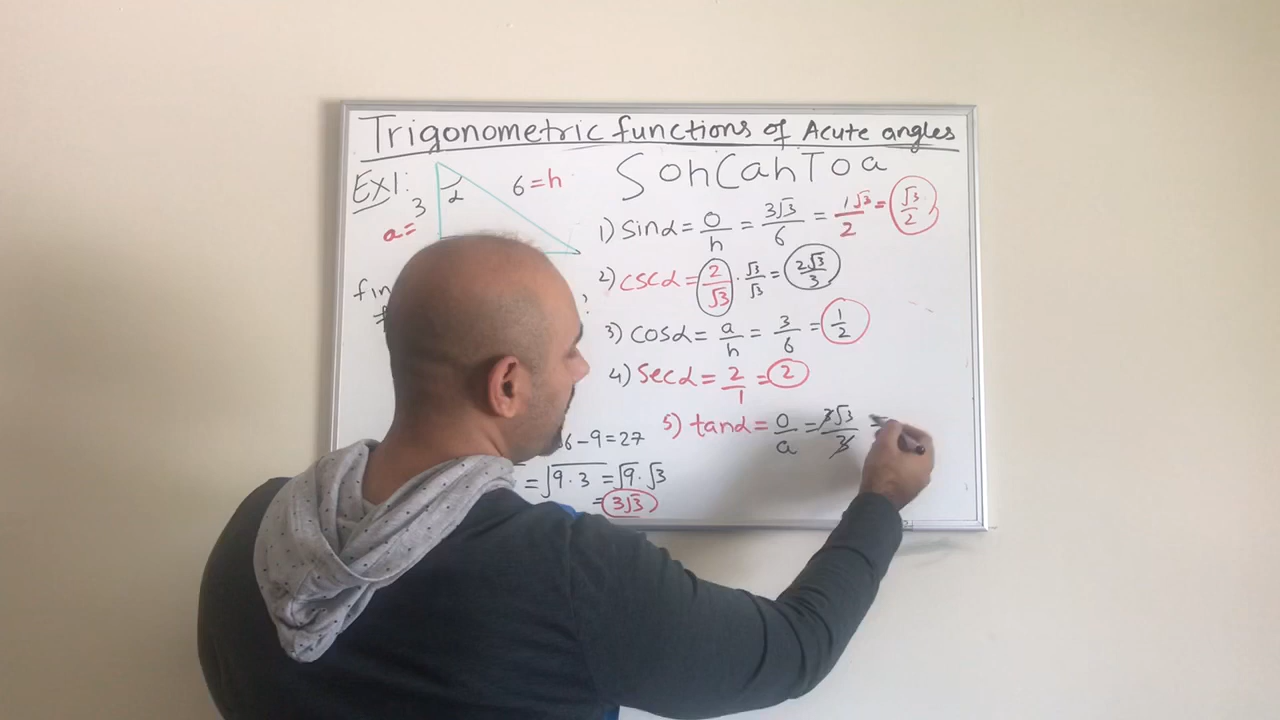 Trigonometric functions of Acute angles
SohCahToa
EX1:
α
6=h
3
a=
fin
1) Sinα = O/h = 3√3/6 = 1√3/2 = √3/2
2) CSCα = 2/√3 · √3/√3 = 2√3/3
3) COSα = a/h = 3/6 = 1/2
4) Secα = 2/1 = 2
5) tanα = O/a = 3√3/3 =
6-9=27
=√9·3 =√9·√3
=3√3